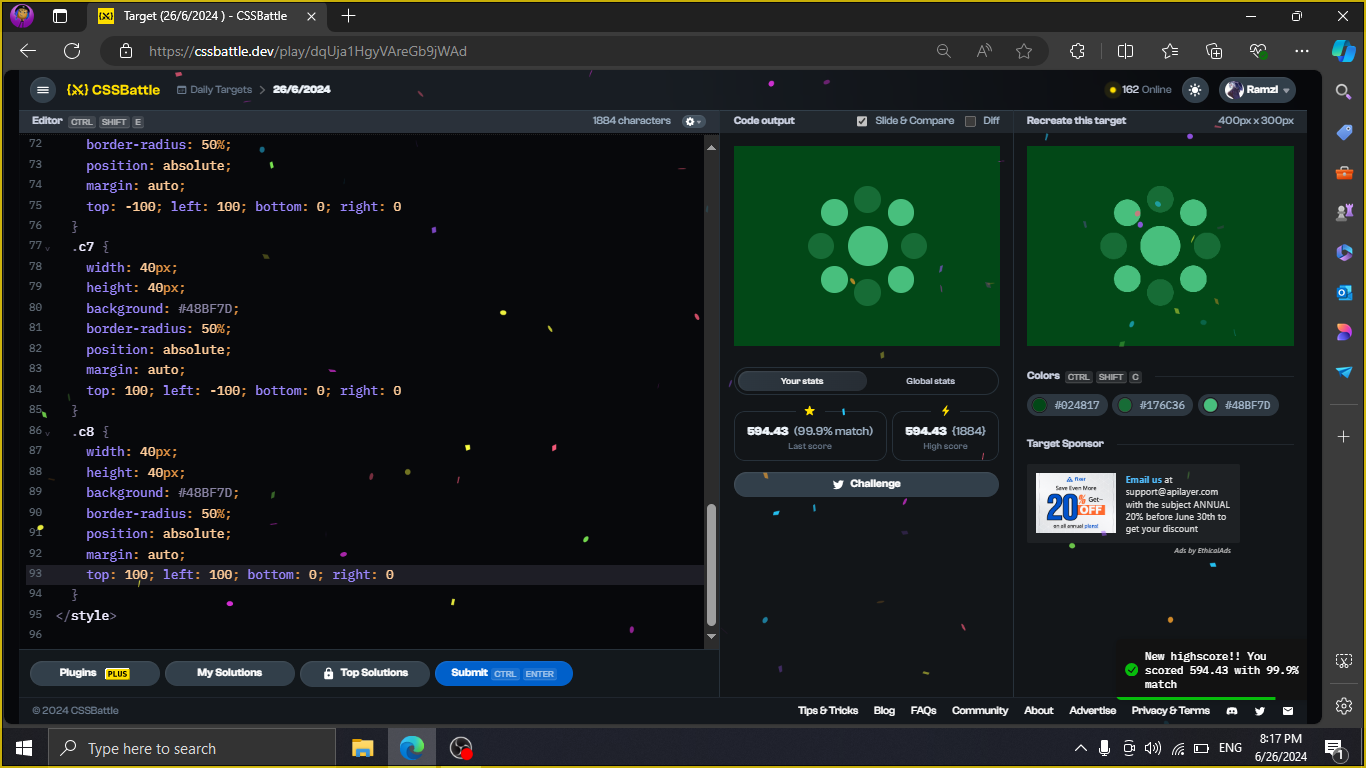 Target (26/6/2024 ) - CSSBattle
https://cssbattle.dev/play/dqUja1HgyVAreGb9jWAd
{X} CSSBattle
Daily Targets > 26/6/2024
162 Online
Ramzi
Editor CTRL SHIFT E
1884 characters
72 border-radius: 50%;
73 position: absolute;
74 margin: auto;
75 top: -100; left: 100; bottom: 0; right: 0
76 }
77 .c7 {
78 width: 40px;
79 height: 40px;
80 background: #48BF7D;
81 border-radius: 50%;
82 position: absolute;
83 margin: auto;
84 top: 100; left: -100; bottom: 0; right: 0
85 }
86 .c8 {
87 width: 40px;
88 height: 40px;
89 background: #48BF7D;
90 border-radius: 50%;
91 position: absolute;
92 margin: auto;
93 top: 100; left: 100; bottom: 0; right: 0
94 }
95 </style>
96
Plugins PLUS
My Solutions
Top Solutions
Submit CTRL ENTER
Code output
Slide & Compare
Diff
Your stats
Global stats
594.43 (99.9% match)
Last score
594.43 {1884}
High score
Challenge
Recreate this target
400px x 300px
Colors CTRL SHIFT C
#024817
#176C36
#48BF7D
Target Sponsor
fixer
Save Even More
20% Get--
OFF
on all annual plans!
Email us at
support@apilayer.com
with the subject ANNUAL
20% before June 30th to
get your discount
Ads by EthicalAds
New highscore!! You
scored 594.43 with 99.9%
match
© 2024 CSSBattle
Tips & Tricks
Blog
FAQs
Community
About
Advertise
Privacy & Terms
Type here to search
ENG
8:17 PM
6/26/2024
1